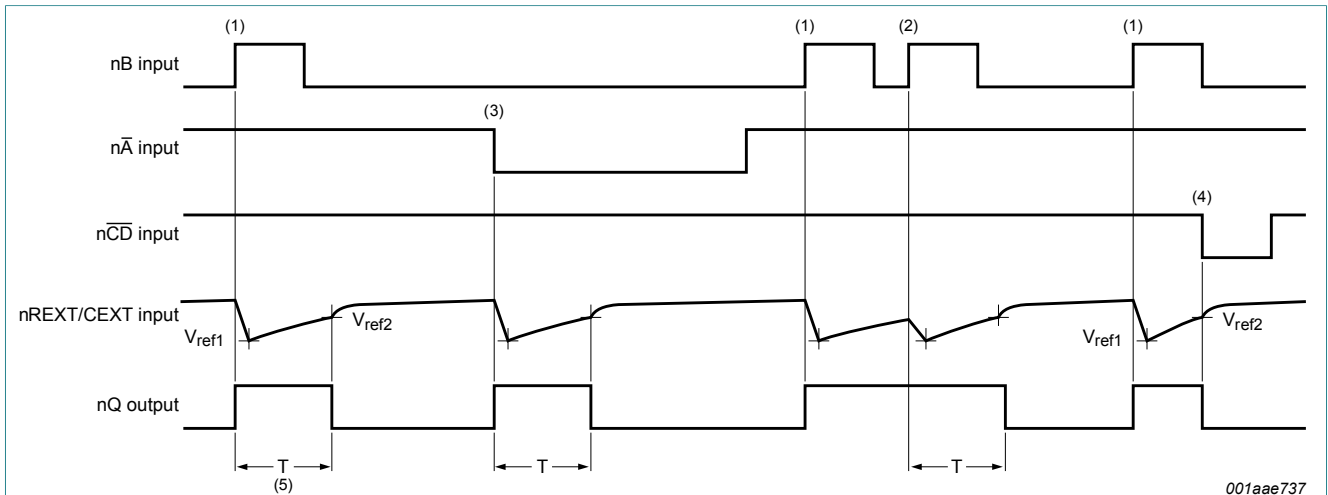 (1) (1) (2) (1)
nB input
(3)
nA̅ input
(4)
nC̅D̅ input
nREXT/CEXT input
Vref1 Vref2 Vref1 Vref2
nQ output
T T T
(5)
001aae737